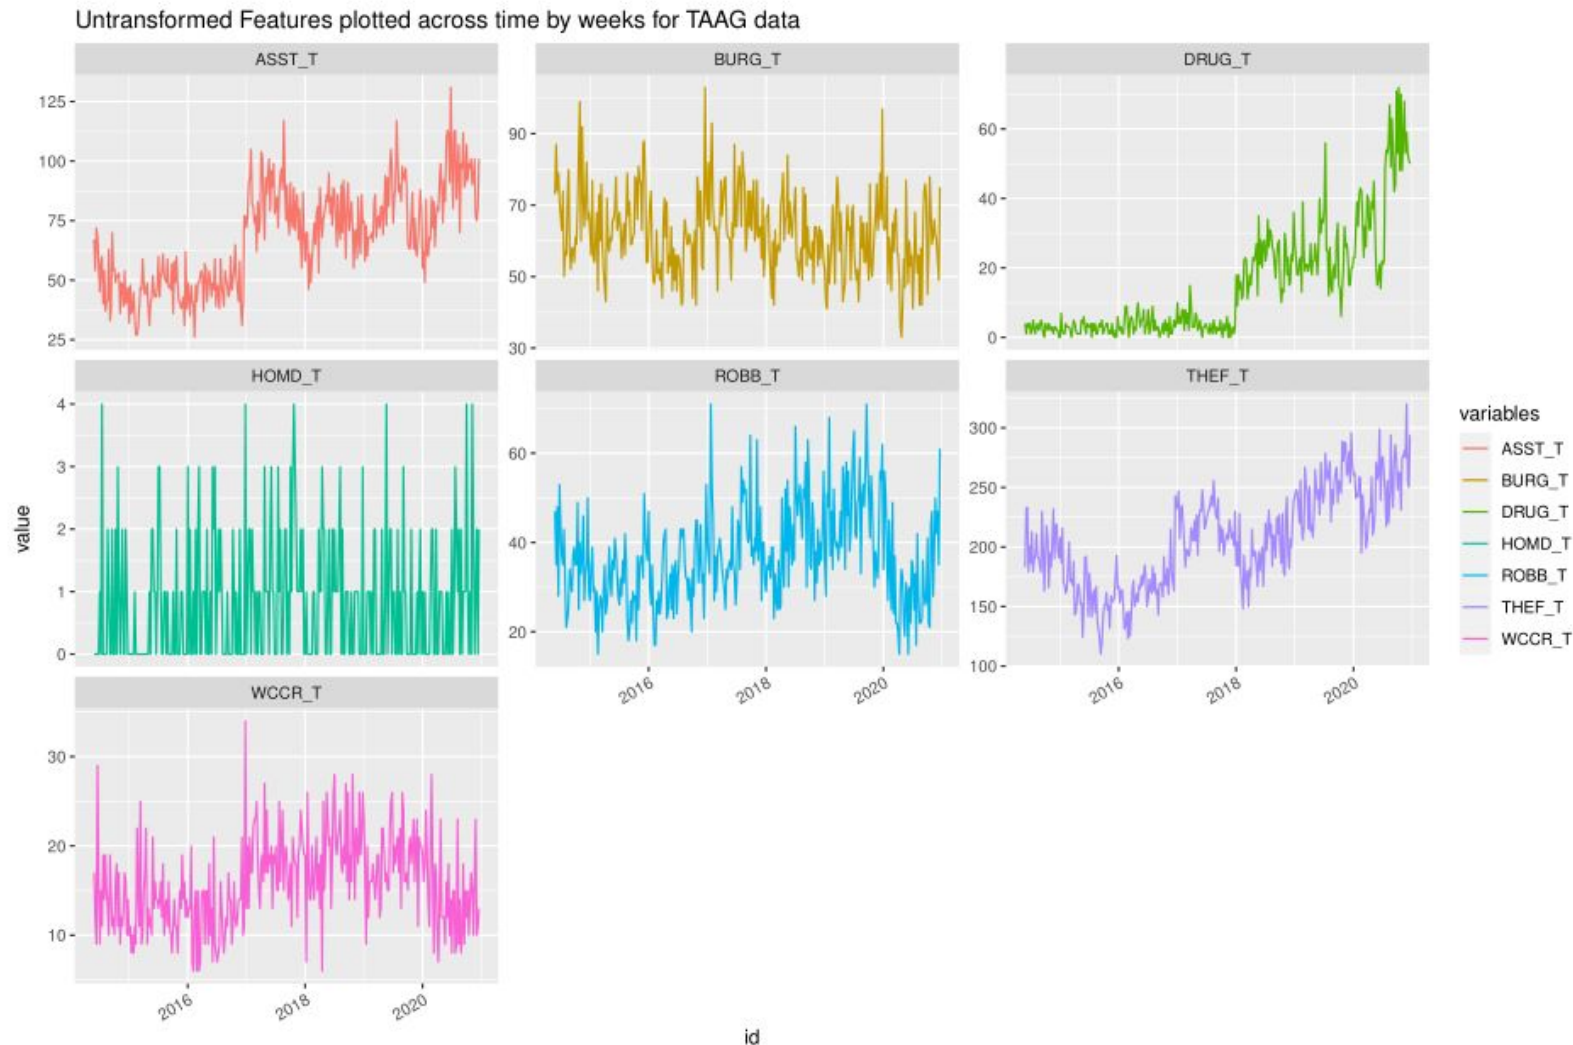 Untransformed Features plotted across time by weeks for TAAG data
ASST_T
BURG_T
DRUG_T
125
100
75
50
25
90
70
50
30
60
40
20
0
HOMD_T
ROBB_T
THEF_T
4
3
2
1
0
60
40
20
300
250
200
150
100
2016
2018
2020
2016
2018
2020
WCCR_T
30
20
10
2016
2018
2020
value
id
variables
ASST_T
BURG_T
DRUG_T
HOMD_T
ROBB_T
THEF_T
WCCR_T